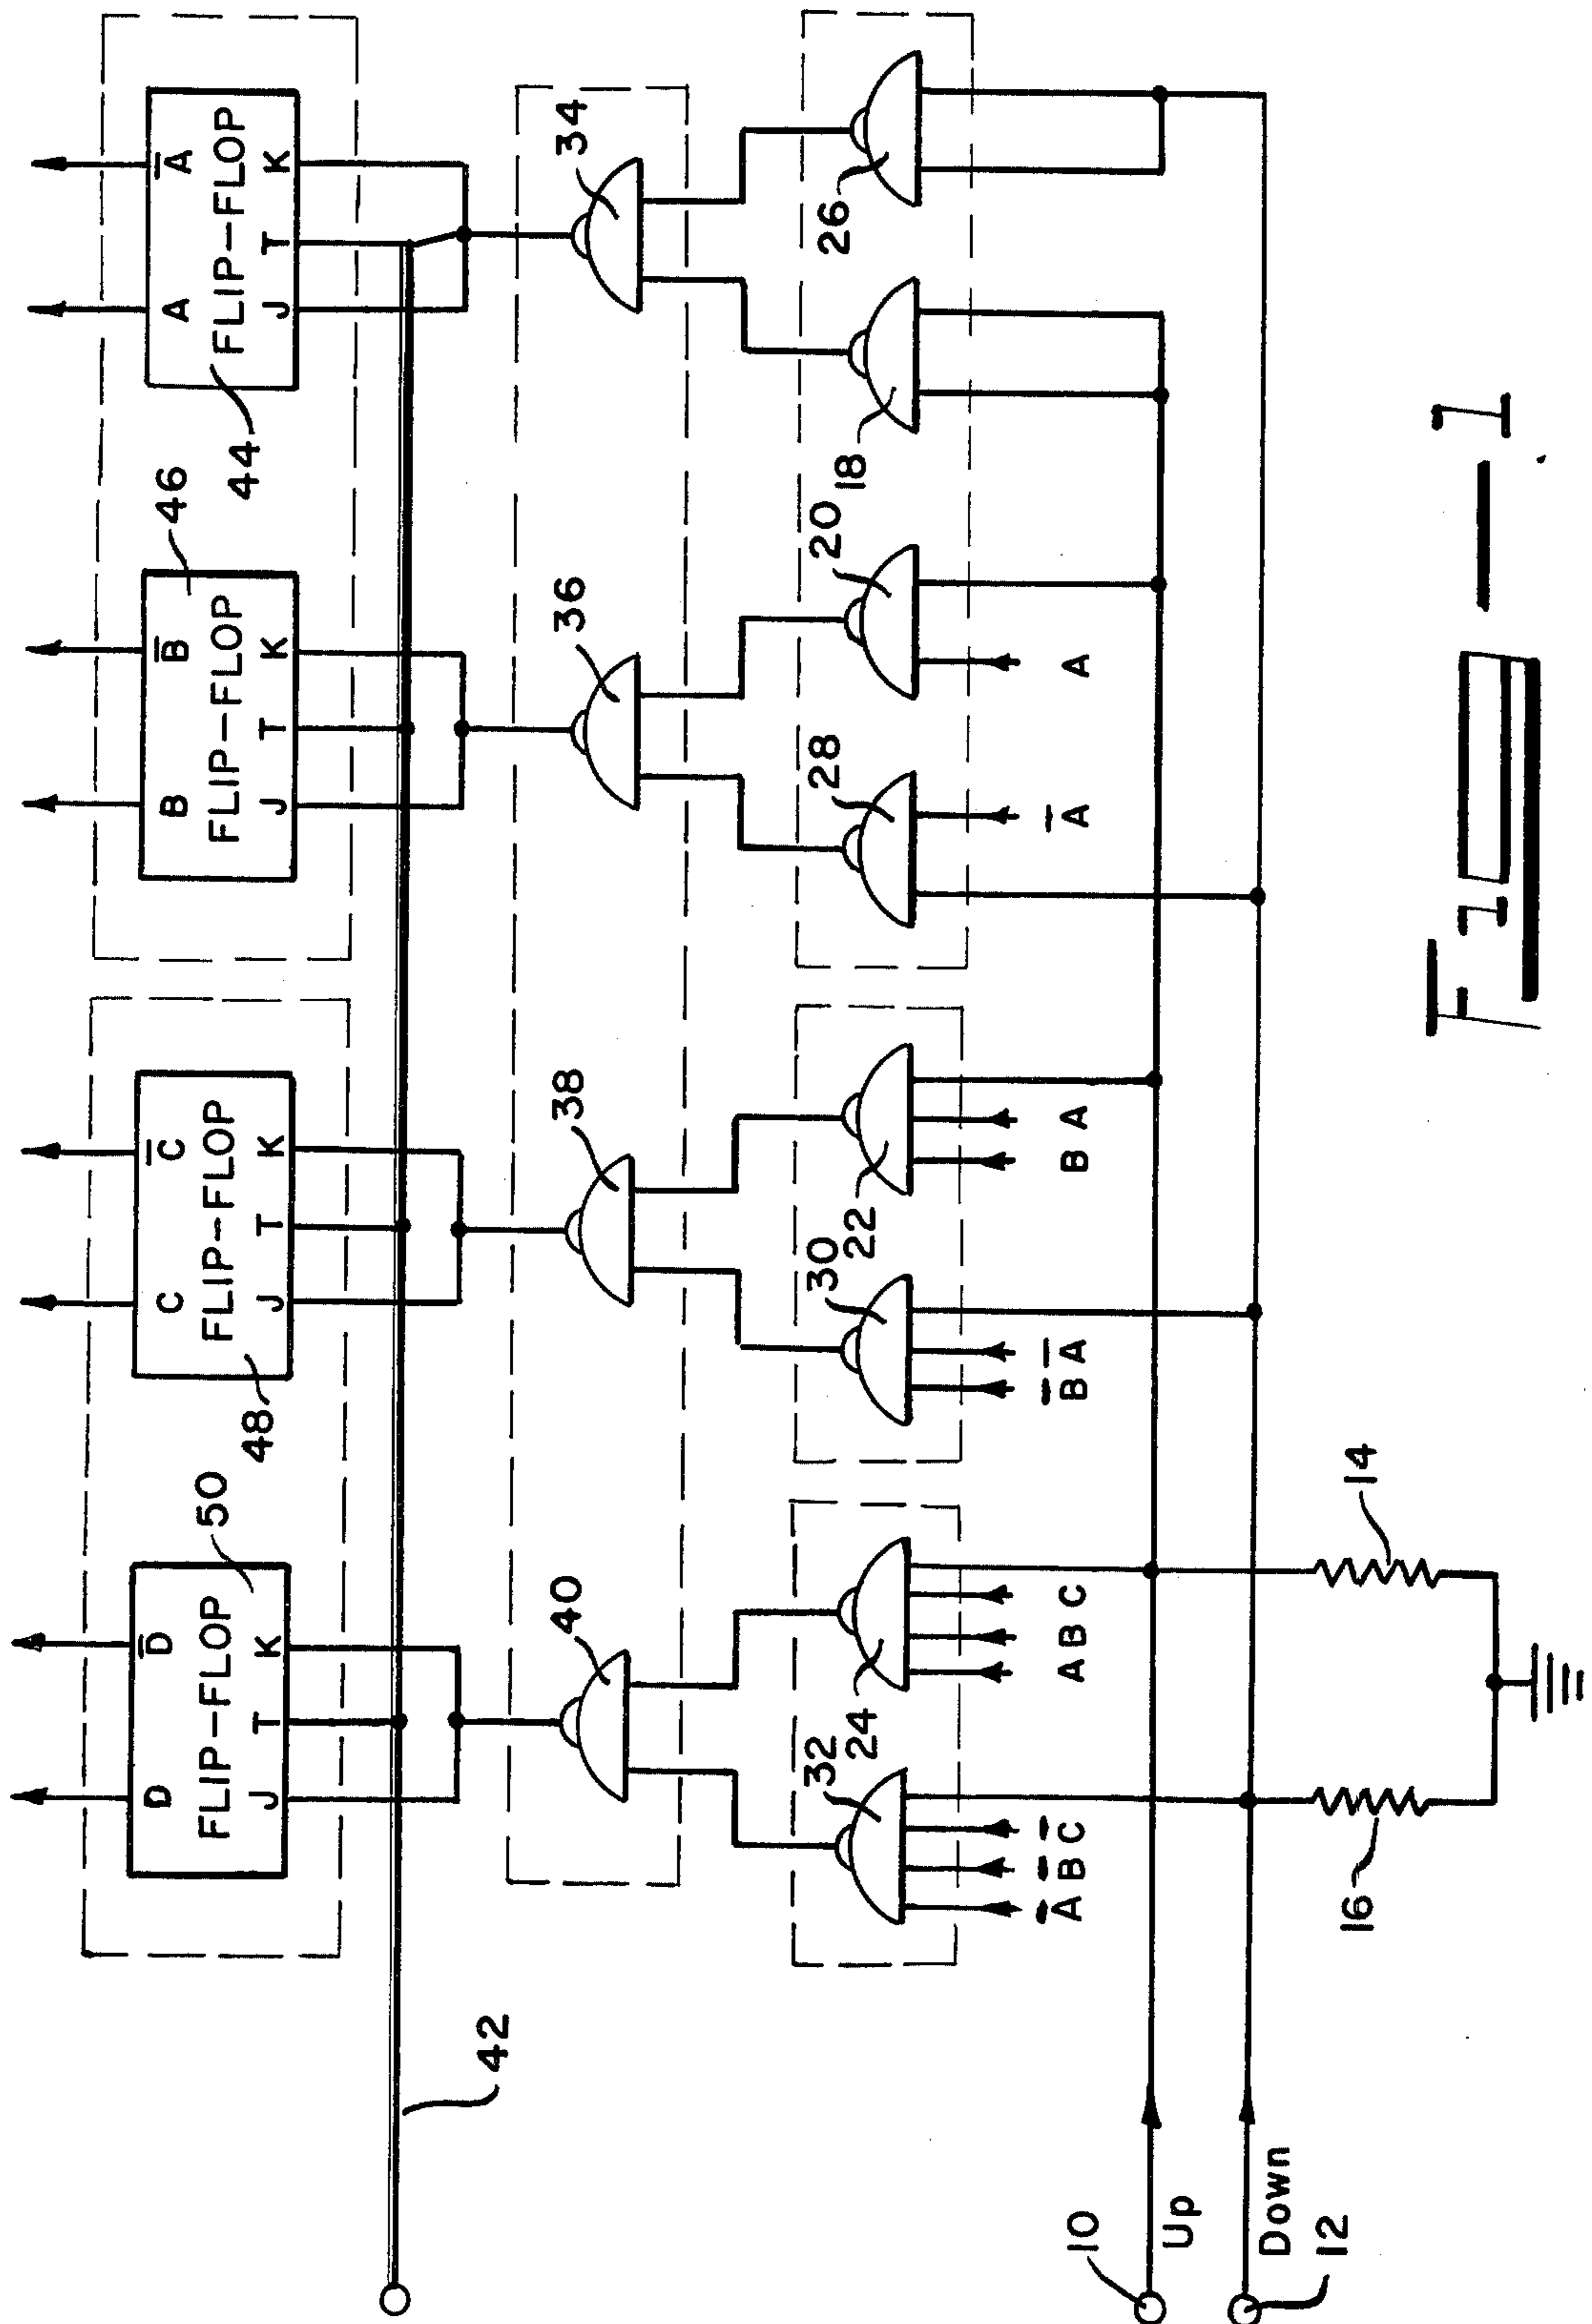 D D̅
FLIP-FLOP
J T K
50
C C̅
FLIP-FLOP
J T K
48
B B̅
FLIP-FLOP
J T K
46
A A̅
FLIP-FLOP
J T K
44
42
40
38
36
34
32
24
30
22
28
20
18
26
A̅ B̅ C̅
A B C
B̅ A̅
B A
A̅
A
10
Up
Down
12
16
14
Fig-1